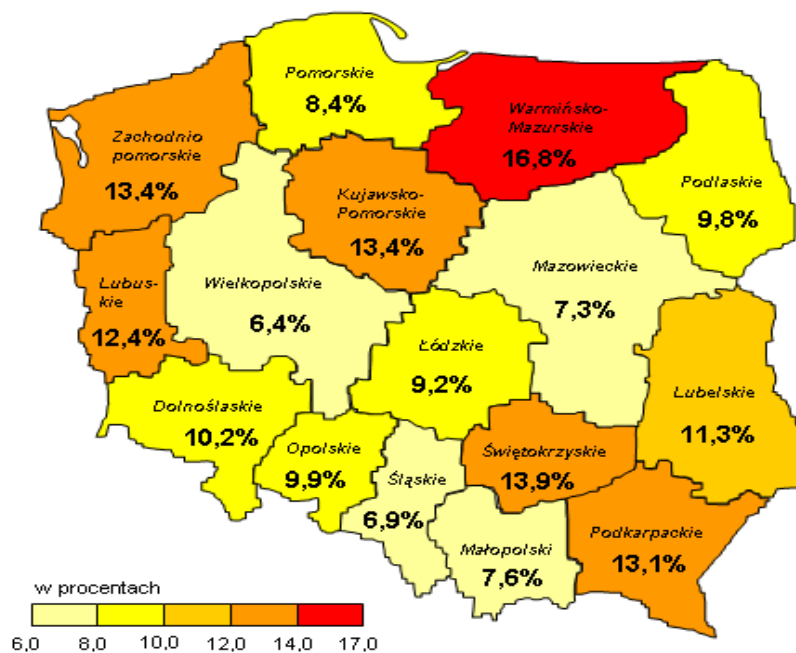 Pomorskie
8,4%
Warmińsko-
Mazurskie
16,8%
Zachodnio
pomorskie
13,4%
Kujawsko-
Pomorskie
13,4%
Podlaskie
9,8%
Lubus-
kie
12,4%
Wielkopolskie
6,4%
Mazowieckie
7,3%
Łódzkie
9,2%
Dolnoślaskie
10,2%
Opolskie
9,9%
Śląskie
6,9%
Świętokrzyskie
13,9%
Lubelskie
11,3%
Małopolski
7,6%
Podkarpackie
13,1%
w procentach
6,0 8,0 10,0 12,0 14,0 17,0